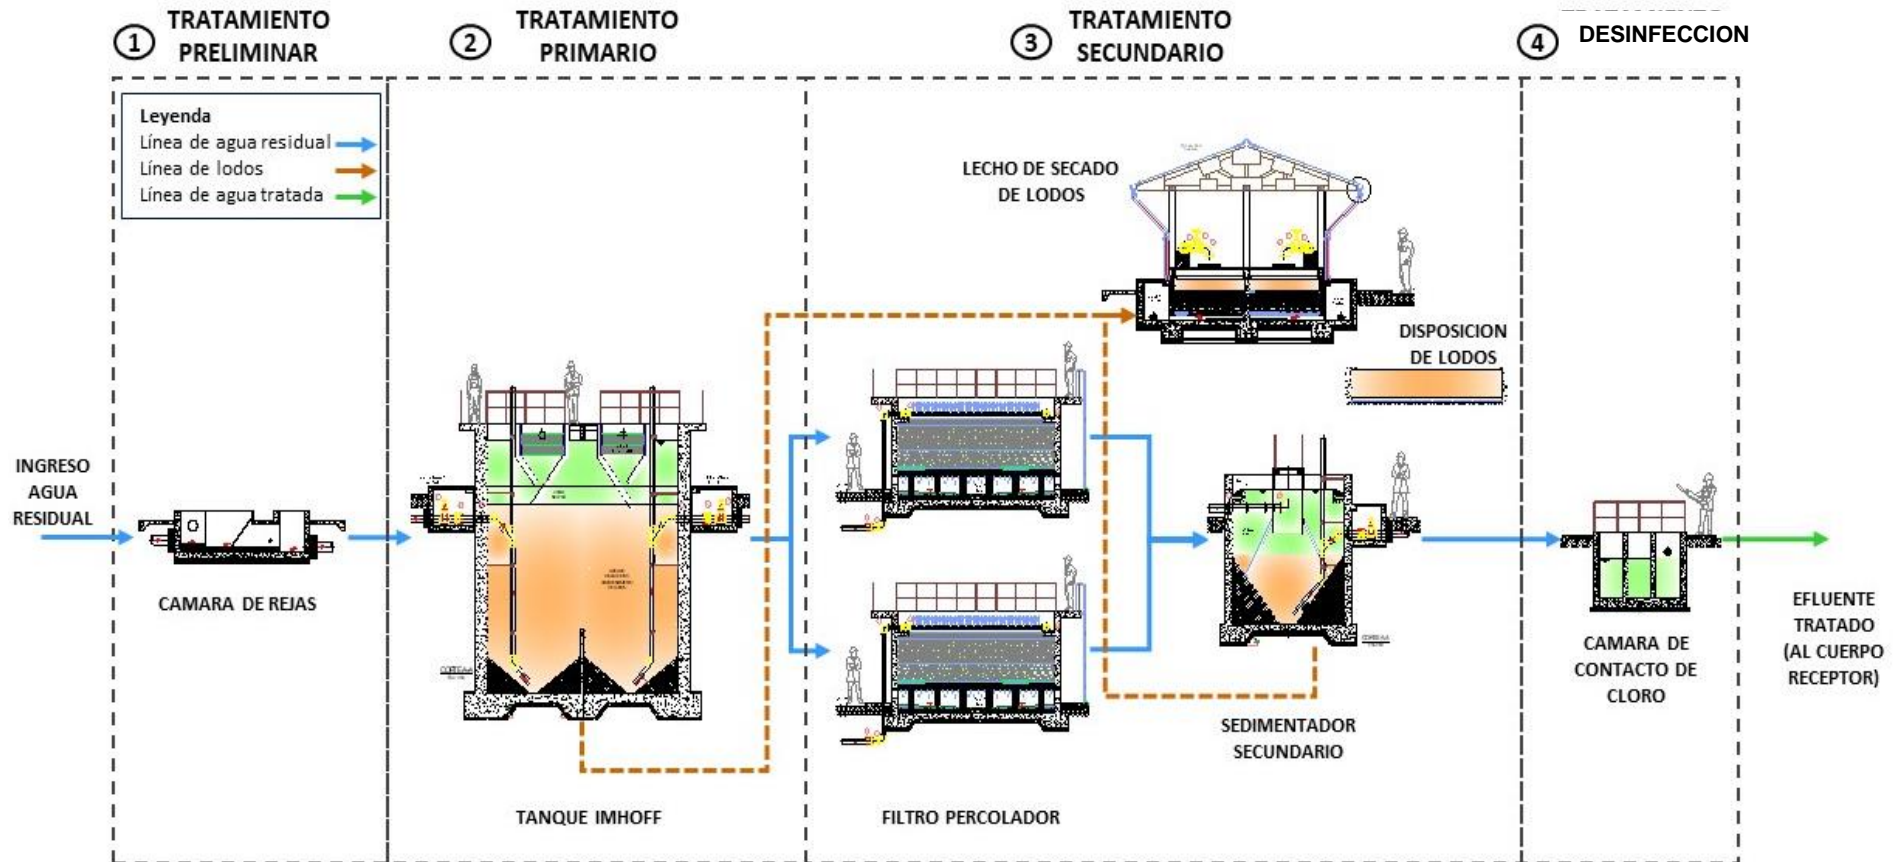 1
TRATAMIENTO
PRELIMINAR
2
TRATAMIENTO
PRIMARIO
3
TRATAMIENTO
SECUNDARIO
4
DESINFECCION
Leyenda
Línea de agua residual
Línea de lodos
Línea de agua tratada
LECHO DE SECADO
DE LODOS
DISPOSICION
DE LODOS
INGRESO
AGUA
RESIDUAL
CAMARA DE REJAS
TANQUE IMHOFF
FILTRO PERCOLADOR
SEDIMENTADOR
SECUNDARIO
CAMARA DE
CONTACTO DE
CLORO
EFLUENTE
TRATADO
(AL CUERPO
RECEPTOR)